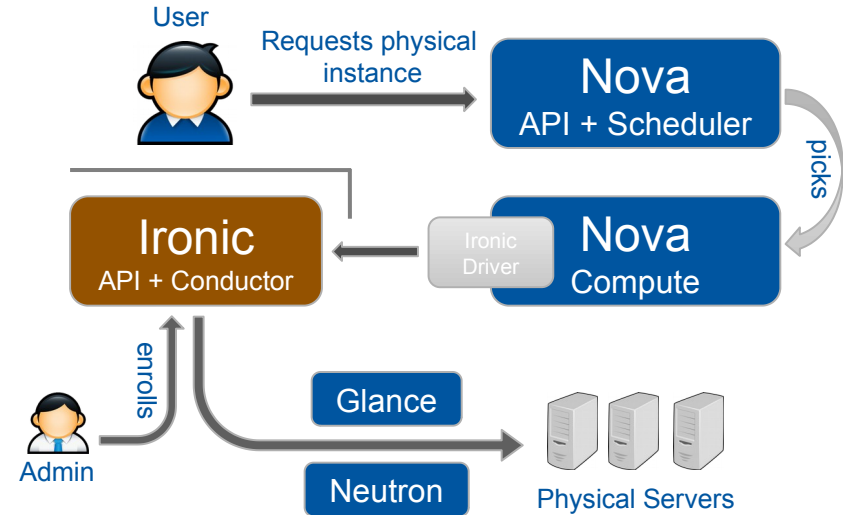 User
Requests physical
instance
Nova
API + Scheduler
picks
Ironic
API + Conductor
Ironic
Driver
Nova
Compute
enrolls
Admin
Glance
Neutron
Physical Servers